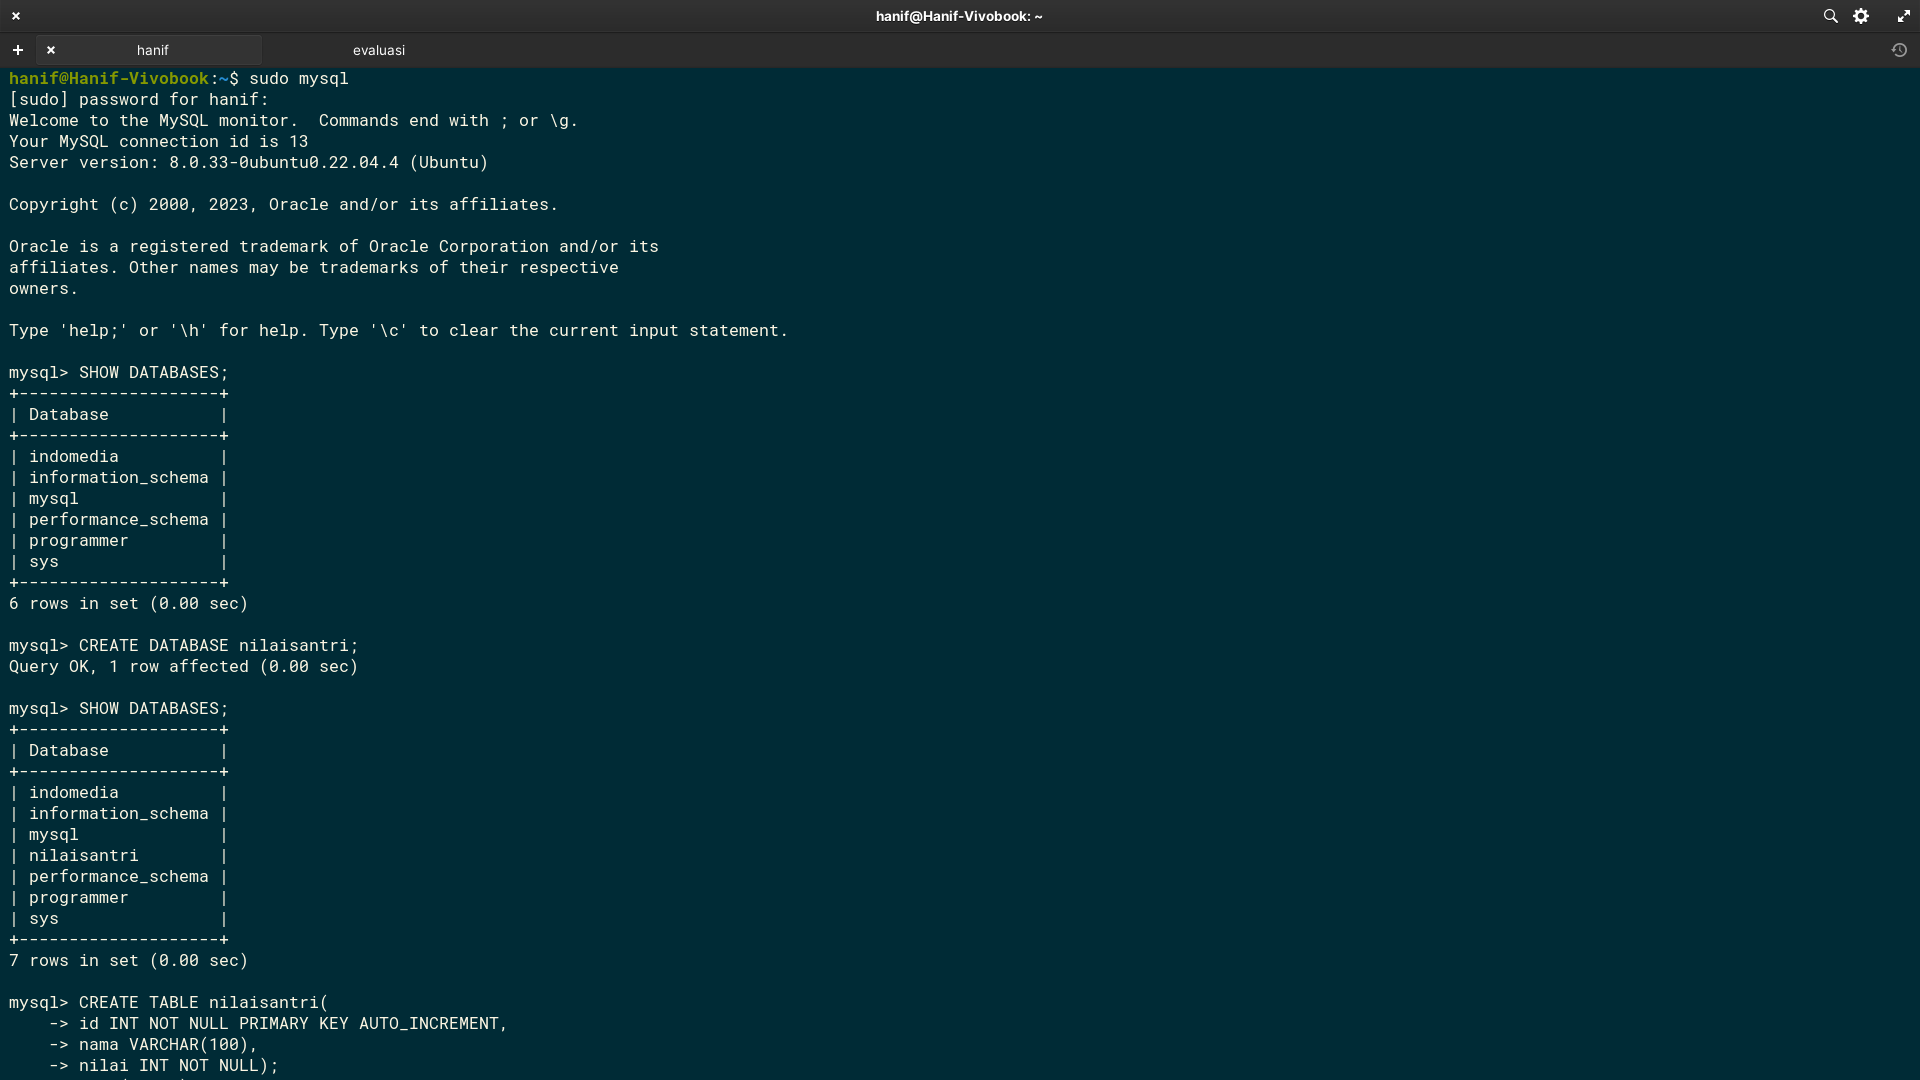 hanif@Hanif-Vivobook: ~
hanif
evaluasi
hanif@Hanif-Vivobook:~$ sudo mysql
[sudo] password for hanif:
Welcome to the MySQL monitor.  Commands end with ; or \g.
Your MySQL connection id is 13
Server version: 8.0.33-0ubuntu0.22.04.4 (Ubuntu)

Copyright (c) 2000, 2023, Oracle and/or its affiliates.

Oracle is a registered trademark of Oracle Corporation and/or its
affiliates. Other names may be trademarks of their respective
owners.

Type 'help;' or '\h' for help. Type '\c' to clear the current input statement.

mysql> SHOW DATABASES;
+--------------------+
| Database           |
+--------------------+
| indomedia          |
| information_schema |
| mysql              |
| performance_schema |
| programmer         |
| sys                |
+--------------------+
6 rows in set (0.00 sec)

mysql> CREATE DATABASE nilaisantri;
Query OK, 1 row affected (0.00 sec)

mysql> SHOW DATABASES;
+--------------------+
| Database           |
+--------------------+
| indomedia          |
| information_schema |
| mysql              |
| nilaisantri        |
| performance_schema |
| programmer         |
| sys                |
+--------------------+
7 rows in set (0.00 sec)

mysql> CREATE TABLE nilaisantri(
    -> id INT NOT NULL PRIMARY KEY AUTO_INCREMENT,
    -> nama VARCHAR(100),
    -> nilai INT NOT NULL);